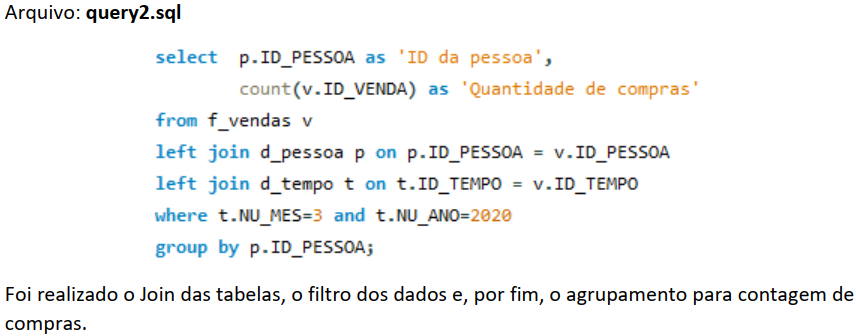 Arquivo: query2.sql
select p.ID_PESSOA as 'ID da pessoa',
count(v.ID_VENDA) as 'Quantidade de compras'
from f_vendas v
left join d_pessoa p on p.ID_PESSOA = v.ID_PESSOA
left join d_tempo t on t.ID_TEMPO = v.ID_TEMPO
where t.NU_MES=3 and t.NU_ANO=2020
group by p.ID_PESSOA;
Foi realizado o Join das tabelas, o filtro dos dados e, por fim, o agrupamento para contagem de
compras.